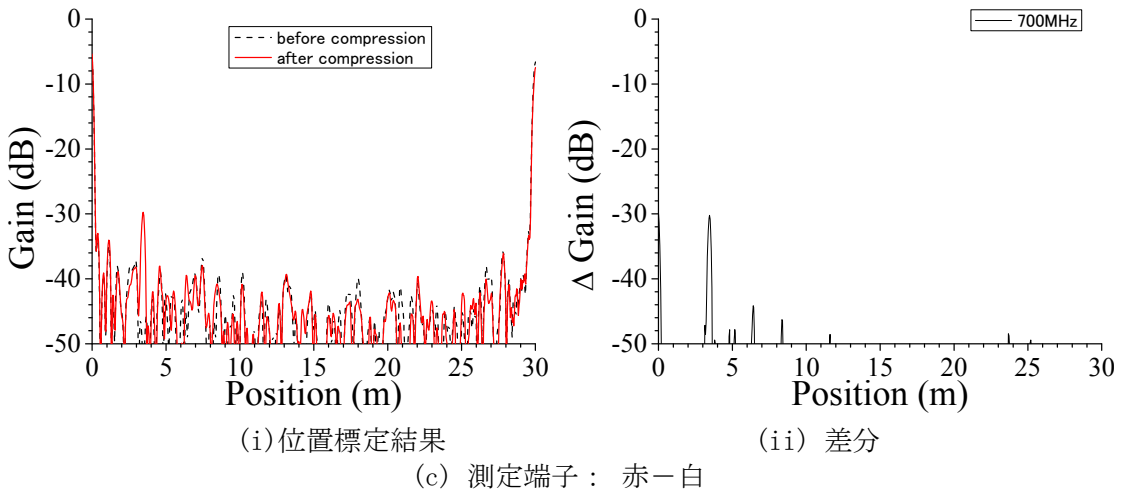 0
-10
-20
-30
-40
-50
Gain (dB)
before compression
after compression
0 5 10 15 20 25 30
Position (m)
0
-10
-20
-30
-40
-50
Δ Gain (dB)
700MHz
0 5 10 15 20 25 30
Position (m)
(i)位置標定結果
(ii) 差分
(c) 測定端子： 赤－白